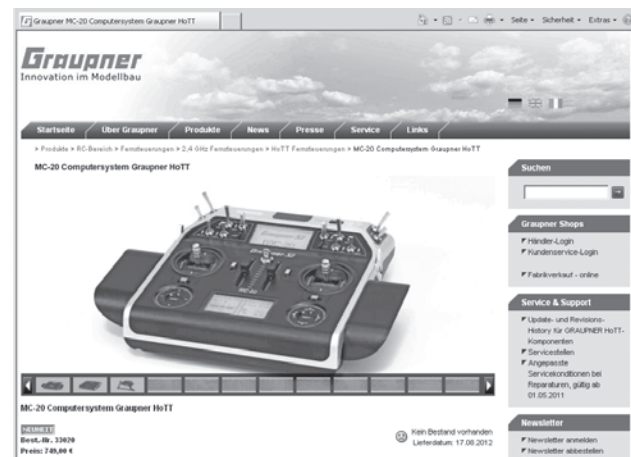 Graupner MC-20 Computersystem Graupner HoTT
Seite
Sicherheit
Extras
Graupner
Innovation im Modellbau
Startseite
Über Graupner
Produkte
News
Presse
Service
Links
> Produkte > RC-Bereich > Fernsteuerungen > 2,4 GHz Fernsteuerungen > HoTT Fernsteuerungen > MC-20 Computersystem Graupner HoTT
MC-20 Computersystem Graupner HoTT
Suchen
Graupner Shops
Händler-Login
Kundenservice-Login
Fabrikverkauf - online
Service & Support
Update- und Revisions-
History für GRAUPNER HoTT-
Komponenten
Servicestellen
Angepasste
Servicekonditionen bei
Reparaturen, gültig ab
01.05.2011
Newsletter
Newsletter anmelden
Newsletter abbestellen
MC-20 Computersystem Graupner HoTT
NEUHEIT
Best.-Nr. 33020
Preis: 749,00 €
Kein Bestand vorhanden
Lieferdatum: 17.08.2012